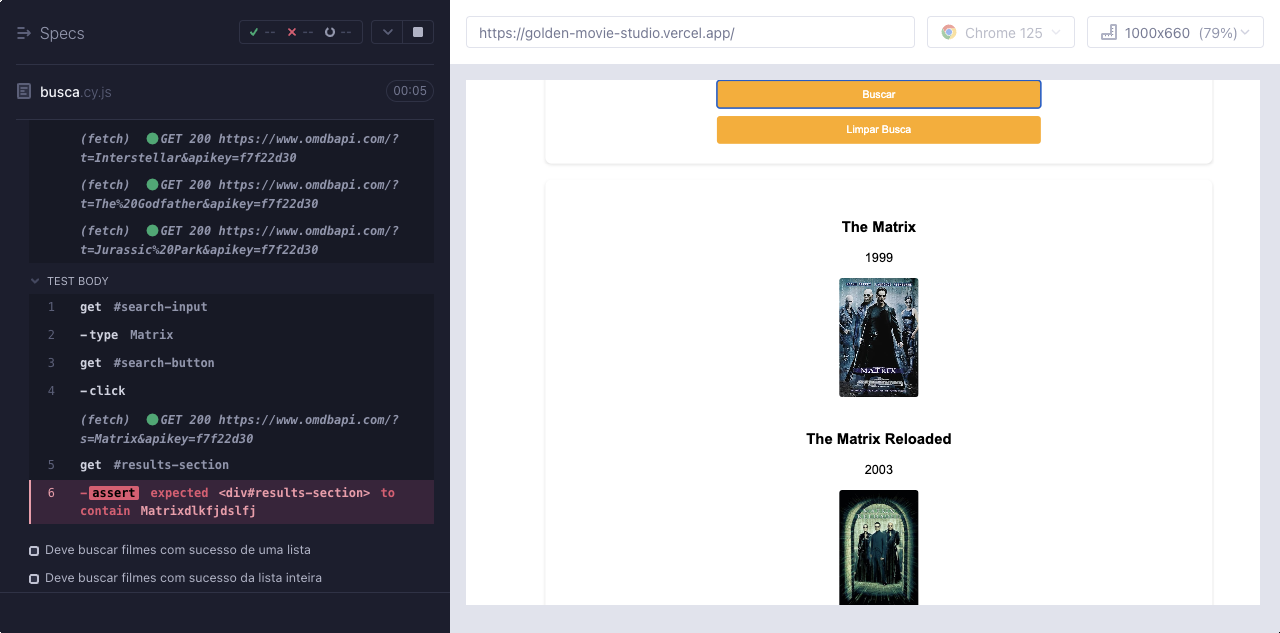 Specs
-- -- --
busca.cy.js
00:05
(fetch) GET 200 https://www.omdbapi.com/?
t=Interstellar&apikey=f7f22d30
(fetch) GET 200 https://www.omdbapi.com/?
t=The%20Godfather&apikey=f7f22d30
(fetch) GET 200 https://www.omdbapi.com/?
t=Jurassic%20Park&apikey=f7f22d30
TEST BODY
1 get #search-input
2 -type Matrix
3 get #search-button
4 -click
(fetch) GET 200 https://www.omdbapi.com/?
s=Matrix&apikey=f7f22d30
5 get #results-section
6 -assert expected <div#results-section> to
contain Matrixdlkfjdslfj
Deve buscar filmes com sucesso de uma lista
Deve buscar filmes com sucesso da lista inteira
https://golden-movie-studio.vercel.app/
Chrome 125
1000x660 (79%)
Buscar
Limpar Busca
The Matrix
1999
MATRIX
The Matrix Reloaded
2003